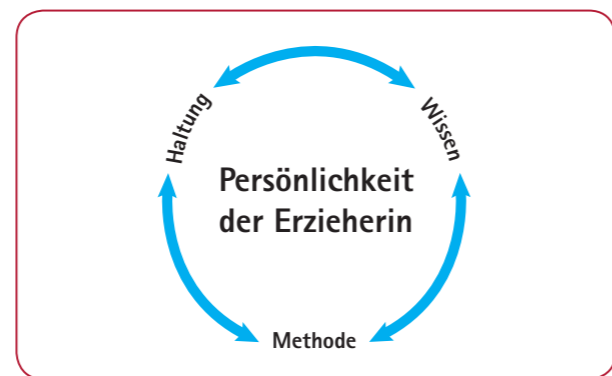 Haltung
Wissen
Persönlichkeit
der Erzieherin
Methode